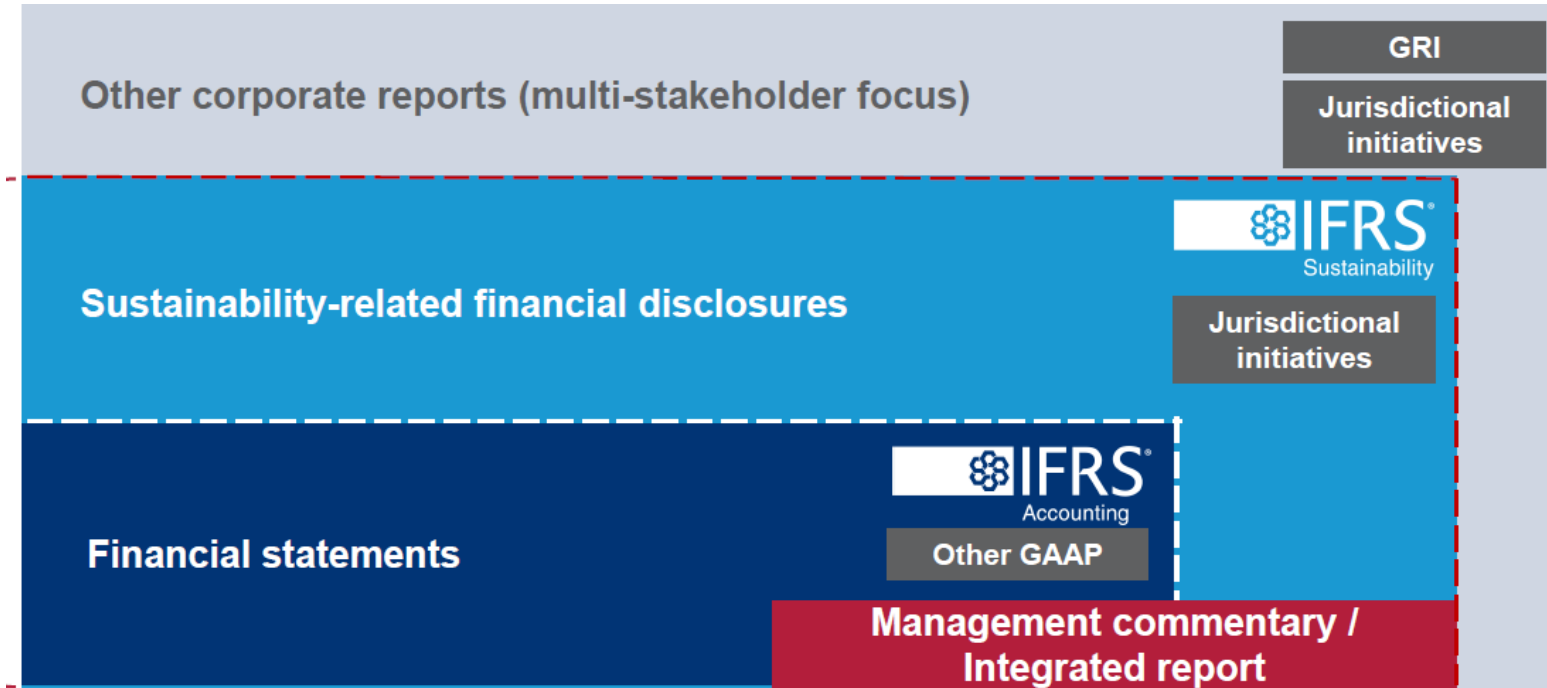 Other corporate reports (multi-stakeholder focus)
GRI
Jurisdictional
initiatives
Sustainability-related financial disclosures
IFRS®
Sustainability
Jurisdictional
initiatives
Financial statements
IFRS®
Accounting
Other GAAP
Management commentary /
Integrated report